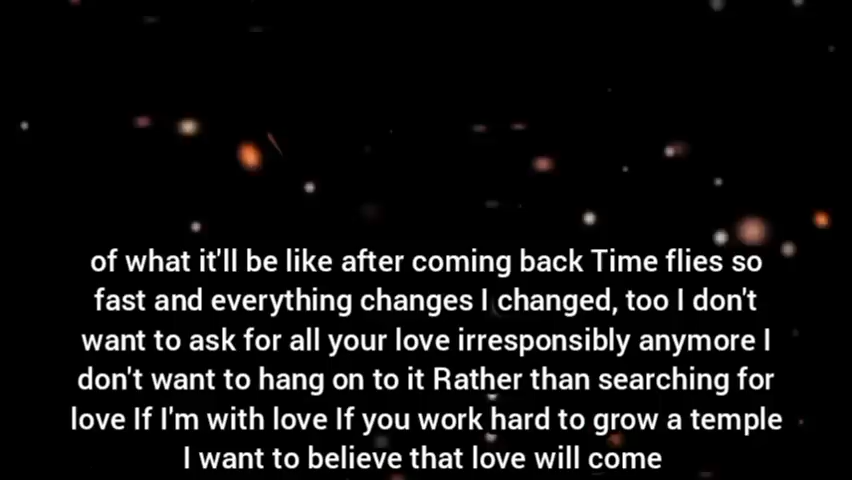 of what it'll be like after coming back Time flies so
fast and everything changes I changed, too I don't
want to ask for all your love irresponsibly anymore I
don't want to hang on to it Rather than searching for
love If I'm with love If you work hard to grow a temple
I want to believe that love will come